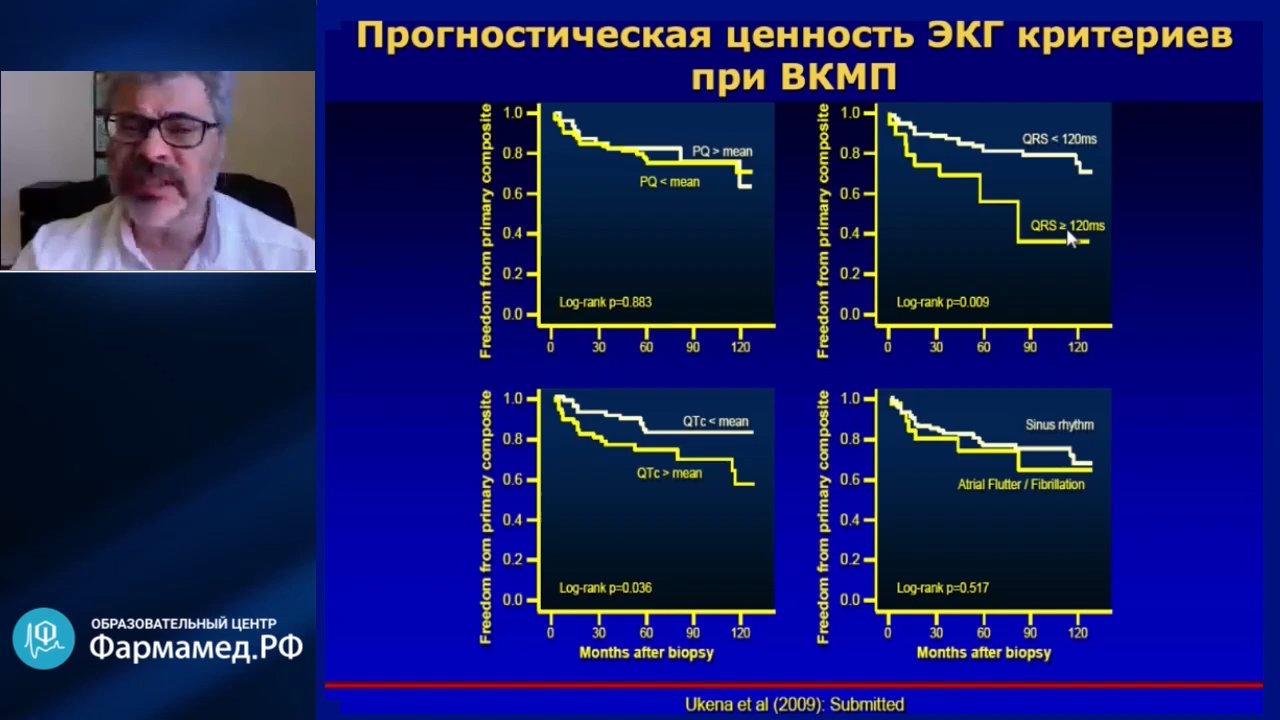 Прогностическая ценность ЭКГ критериев
при ВКМП
Freedom from primary composite
1.0
0.8
0.6
0.4
0.2
0.0
PQ > mean
PQ < mean
Log-rank p=0.883
0 30 60 90 120
Freedom from primary composite
1.0
0.8
0.6
0.4
0.2
0.0
QRS < 120ms
QRS ≥ 120ms
Log-rank p=0.009
0 30 60 90 120
Freedom from primary composite
1.0
0.8
0.6
0.4
0.2
0.0
QTc < mean
QTc > mean
Log-rank p=0.036
0 30 60 90 120
Months after biopsy
Freedom from primary composite
1.0
0.8
0.6
0.4
0.2
0.0
Sinus rhythm
Atrial Flutter / Fibrillation
Log-rank p=0.517
0 30 60 90 120
Months after biopsy
Ukena et al (2009): Submitted
ОБРАЗОВАТЕЛЬНЫЙ ЦЕНТР
Фармамед.РФ